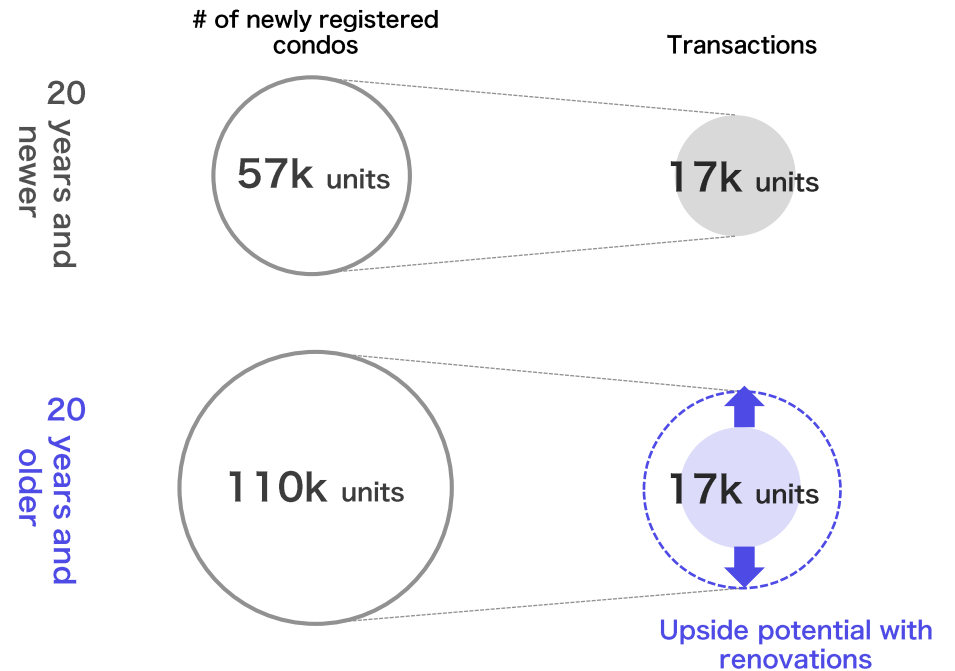 # of newly registered
condos
Transactions
20
years and
newer
57k units
17k units
20
years and
older
110k units
17k units
Upside potential with
renovations